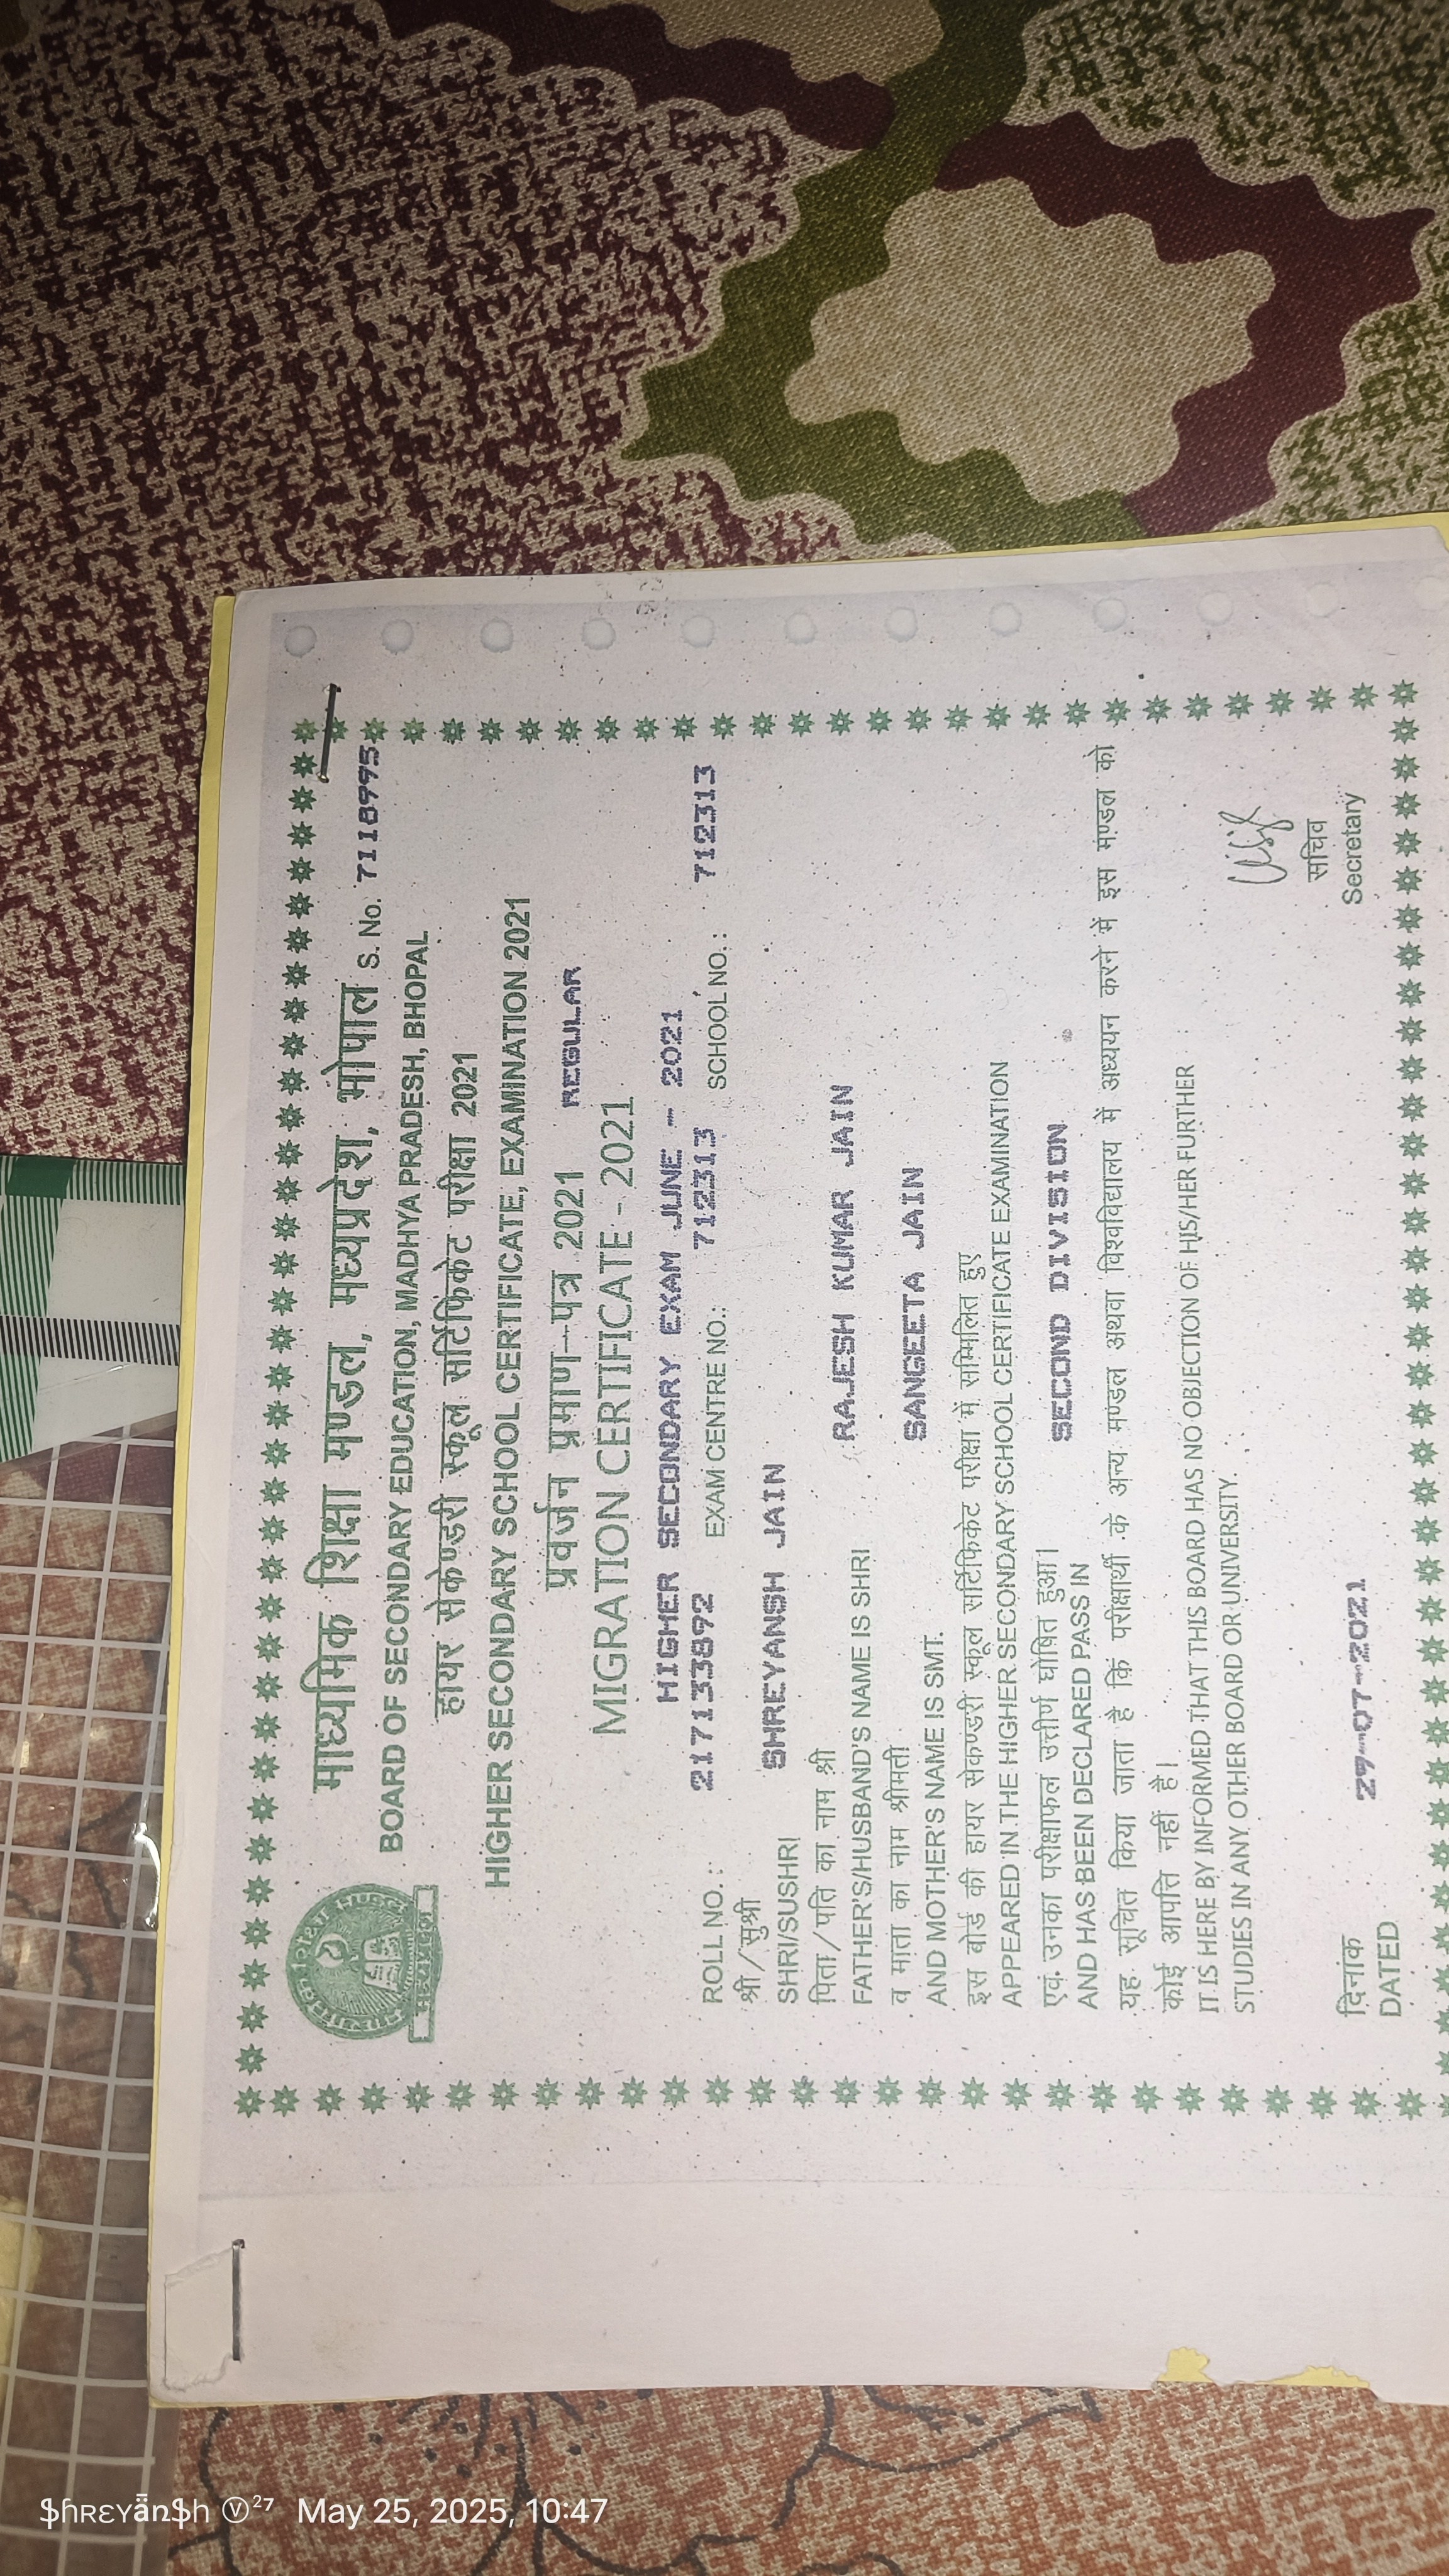 माध्यमिक शिक्षा मण्डल, मध्यप्रदेश, भोपाल S. No. 7118995
BOARD OF SECONDARY EDUCATION, MADHYA PRADESH, BHOPAL
हायर सेकेण्डरी स्कूल सर्टिफिकेट परीक्षा 2021
HIGHER SECONDARY SCHOOL CERTIFICATE, EXAMINATION 2021
प्रवर्जन प्रमाण-पत्र 2021 REGULAR
MIGRATION CERTIFICATE - 2021
HIGHER SECONDARY EXAM JUNE - 2021
ROLL NO. : 217133892 EXAM CENTRE NO.: 712313 SCHOOL NO. : 712313
श्री/सुश्री
SHRI/SUSHRI SHREYANSH JAIN
पिता/पति का नाम श्री
FATHER'S/HUSBAND'S NAME IS SHRI RAJESH KUMAR JAIN
व माता का नाम श्रीमती
AND MOTHER'S NAME IS SMT. SANGEETA JAIN
इस बोर्ड की हायर सेकण्डरी स्कूल सर्टिफिकेट परीक्षा में सम्मिलित हुए
APPEARED IN THE HIGHER SECONDARY SCHOOL CERTIFICATE EXAMINATION
एवं उनका परीक्षाफल उत्तीर्ण घोषित हुआ।
AND HAS BEEN DECLARED PASS IN SECOND DIVISION
यह सूचित किया जाता है कि परीक्षार्थी के अन्य मण्डल अथवा विश्वविद्यालय में अध्ययन करने में इस मण्डल को
कोई आपत्ति नहीं है।
IT IS HERE BY INFORMED THAT THIS BOARD HAS NO OBJECTION OF HIS/HER FURTHER
STUDIES IN ANY OTHER BOARD OR UNIVERSITY.
दिनांक
DATED 29-07-2021
सचिव
Secretary
मध्यप्रदेश
ֆɦʀɛʏǟռֆɦ Ⓥ²⁷ May 25, 2025, 10:47